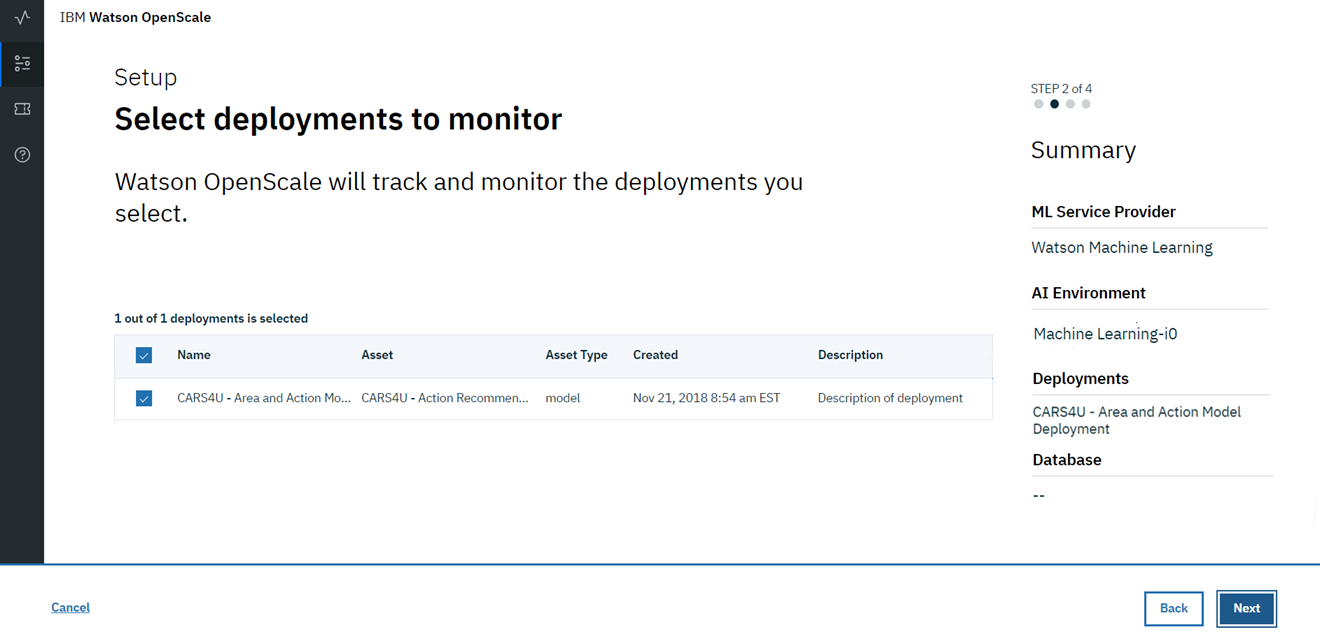 IBM Watson OpenScale
Setup
Select deployments to monitor
Watson OpenScale will track and monitor the deployments you
select.
1 out of 1 deployments is selected
Name Asset Asset Type Created Description
CARS4U - Area and Action Mo... CARS4U - Action Recommen... model Nov 21, 2018 8:54 am EST Description of deployment
STEP 2 of 4
Summary
ML Service Provider
Watson Machine Learning
AI Environment
Machine Learning-i0
Deployments
CARS4U - Area and Action Model
Deployment
Database
--
Cancel
Back
Next